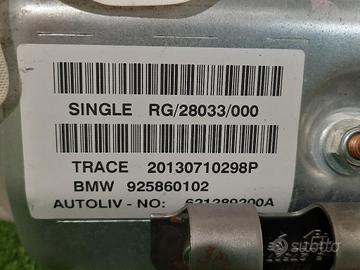 SINGLE RG/28033/000
TRACE 20130710298P
BMW 925860102
AUTOLIV - NO:
subito